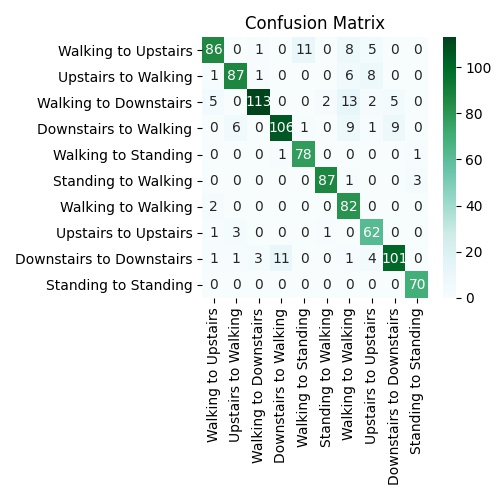 Confusion Matrix
Walking to Upstairs 86 0 1 0 11 0 8 5 0 0
Upstairs to Walking 1 87 1 0 0 0 6 8 0 0
Walking to Downstairs 5 0 113 0 0 2 13 2 5 0
Downstairs to Walking 0 6 0 106 1 0 9 1 9 0
Walking to Standing 0 0 0 1 78 0 0 0 0 1
Standing to Walking 0 0 0 0 0 87 1 0 0 3
Walking to Walking 2 0 0 0 0 0 82 0 0 0
Upstairs to Upstairs 1 3 0 0 0 1 0 62 0 0
Downstairs to Downstairs 1 1 3 11 0 0 1 4 101 0
Standing to Standing 0 0 0 0 0 0 0 0 0 70
Walking to Upstairs
Upstairs to Walking
Walking to Downstairs
Downstairs to Walking
Walking to Standing
Standing to Walking
Walking to Walking
Upstairs to Upstairs
Downstairs to Downstairs
Standing to Standing
100
80
60
40
20
0